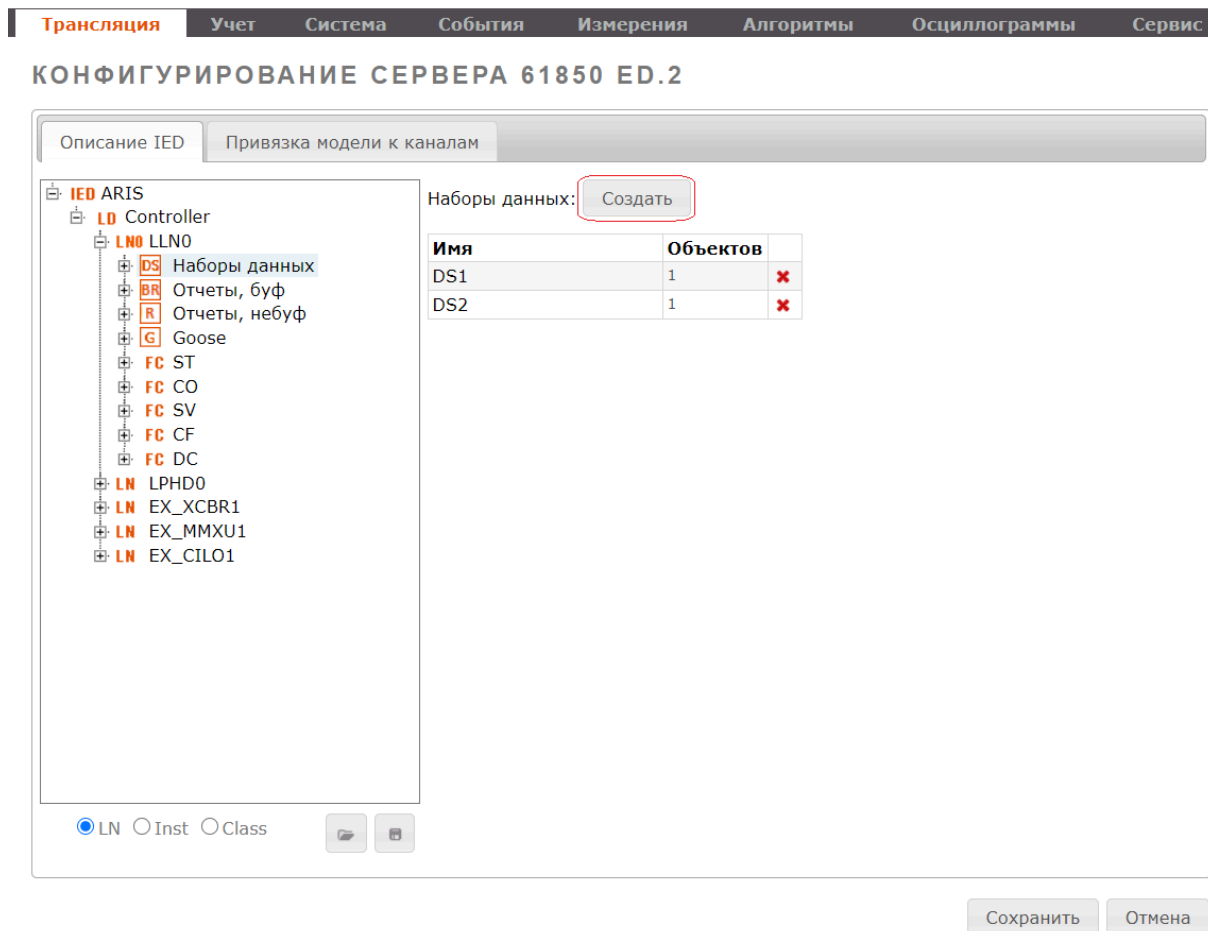 Трансляция Учет Система События Измерения Алгоритмы Осциллограммы Сервис
КОНФИГУРИРОВАНИЕ СЕРВЕРА 61850 ED.2
Описание IED Привязка модели к каналам
IED ARIS
LD Controller
LN0 LLN0
DS Наборы данных
BR Отчеты, буф
R Отчеты, небуф
G Goose
FC ST
FC CO
FC SV
FC CF
FC DC
LN LPHD0
LN EX_XCBR1
LN EX_MMXU1
LN EX_CILO1
LN Inst Class
Наборы данных: Создать
Имя Объектов
DS1 1
DS2 1
Сохранить Отмена